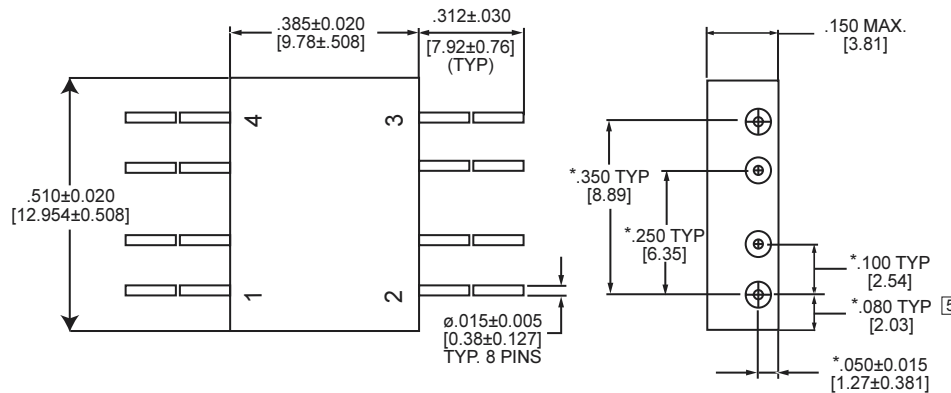 .385±0.020
[9.78±.508]
.312±.030
[7.92±0.76]
(TYP)
.150 MAX.
[3.81]
4
3
.510±0.020
[12.954±0.508]
*.350 TYP
[8.89]
*.250 TYP
[6.35]
*.100 TYP
[2.54]
1
2
ø.015±0.005
[0.38±0.127]
TYP. 8 PINS
*.080 TYP 5
[2.03]
*.050±0.015
[1.27±0.381]